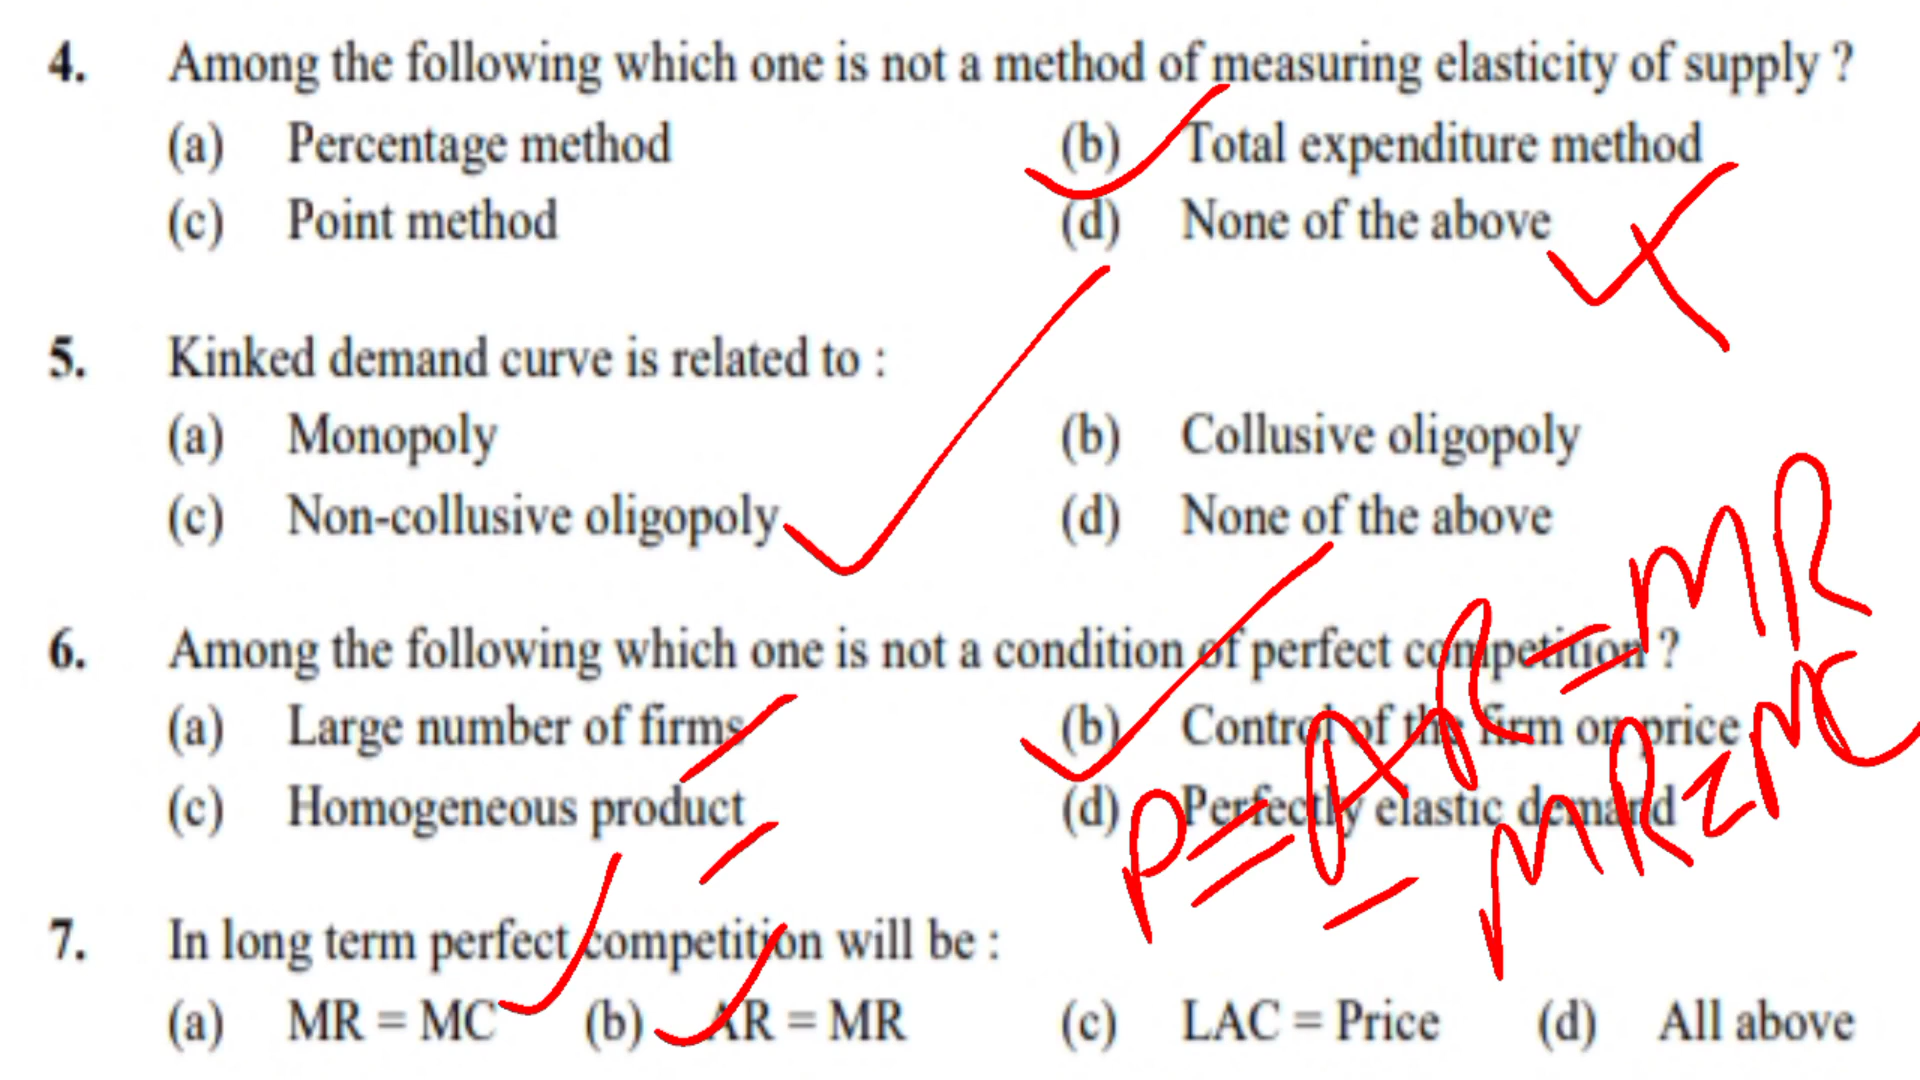 4. Among the following which one is not a method of measuring elasticity of supply ?
(a) Percentage method (b) Total expenditure method
(c) Point method (d) None of the above
5. Kinked demand curve is related to :
(a) Monopoly (b) Collusive oligopoly
(c) Non-collusive oligopoly (d) None of the above
6. Among the following which one is not a condition of perfect competition ?
(a) Large number of firms (b) Control of the firm on price
(c) Homogeneous product (d) Perfectly elastic demand
P = AR = MR
MR = MC
7. In long term perfect competition will be :
(a) MR = MC (b) AR = MR (c) LAC = Price (d) All above